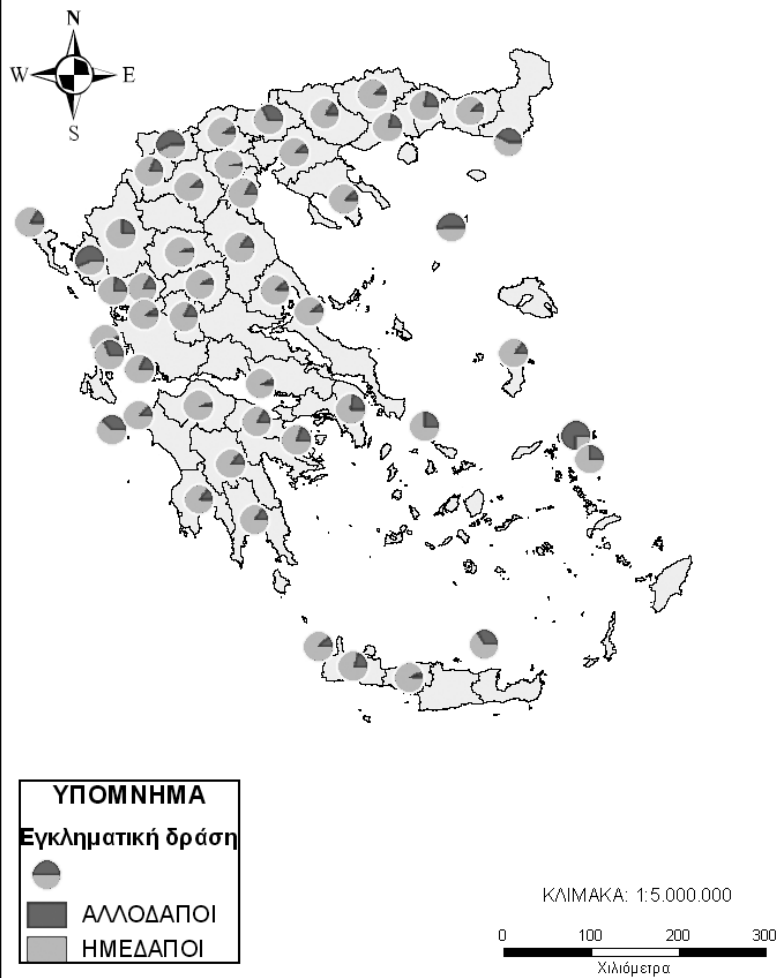 N
W E
S
ΥΠΟΜΝΗΜΑ
Εγκληματική δράση
ΑΛΛΟΔΑΠΟΙ
ΗΜΕΔΑΠΟΙ
ΚΛΙΜΑΚΑ: 1:5.000.000
0 100 200 300
Χιλιόμετρα